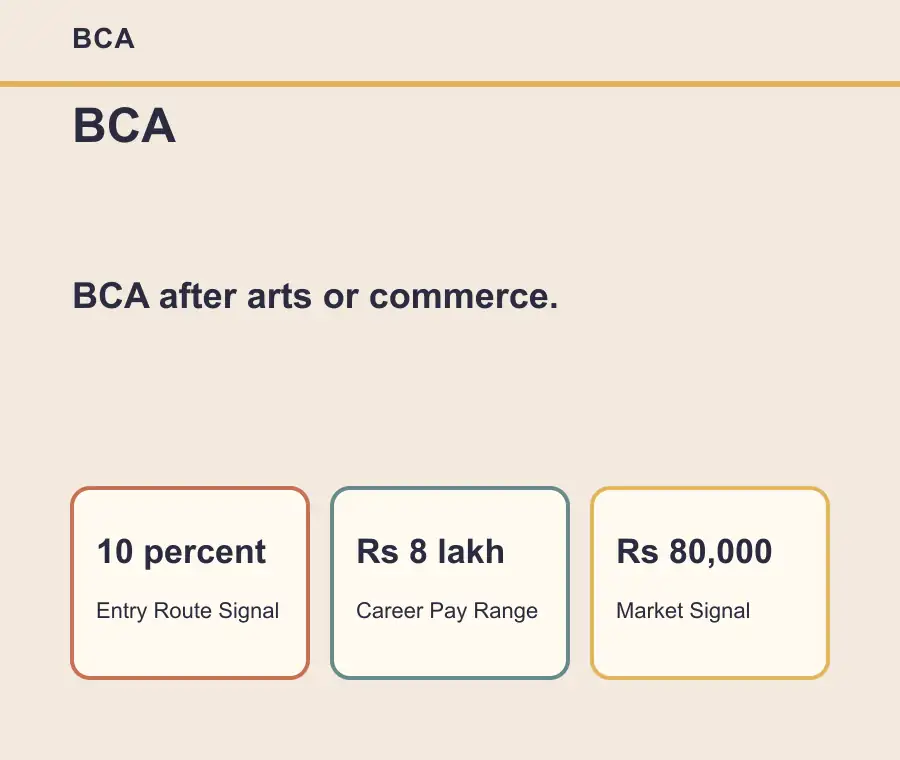 BCA
BCA
BCA after arts or commerce.
10 percent
Entry Route Signal
Rs 8 lakh
Career Pay Range
Rs 80,000
Market Signal